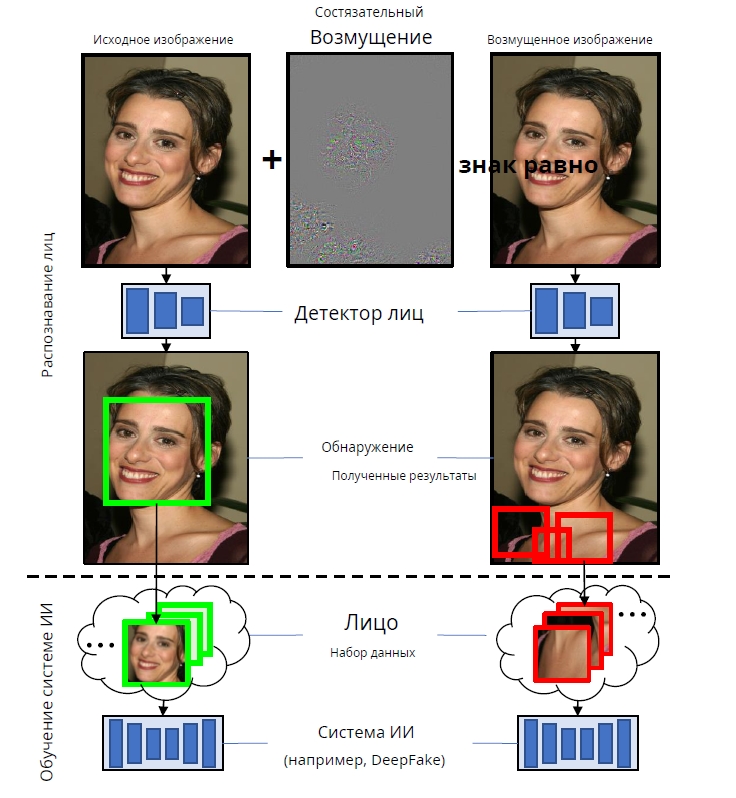 Состязательный
Исходное изображение
Возмущение
Возмущенное изображение
+
знак равно
Распознавание лиц
Детектор лиц
Обнаружение
Полученные результаты
...
Лицо
...
Набор данных
Обучение системе ИИ
Система ИИ
(например, DeepFake)